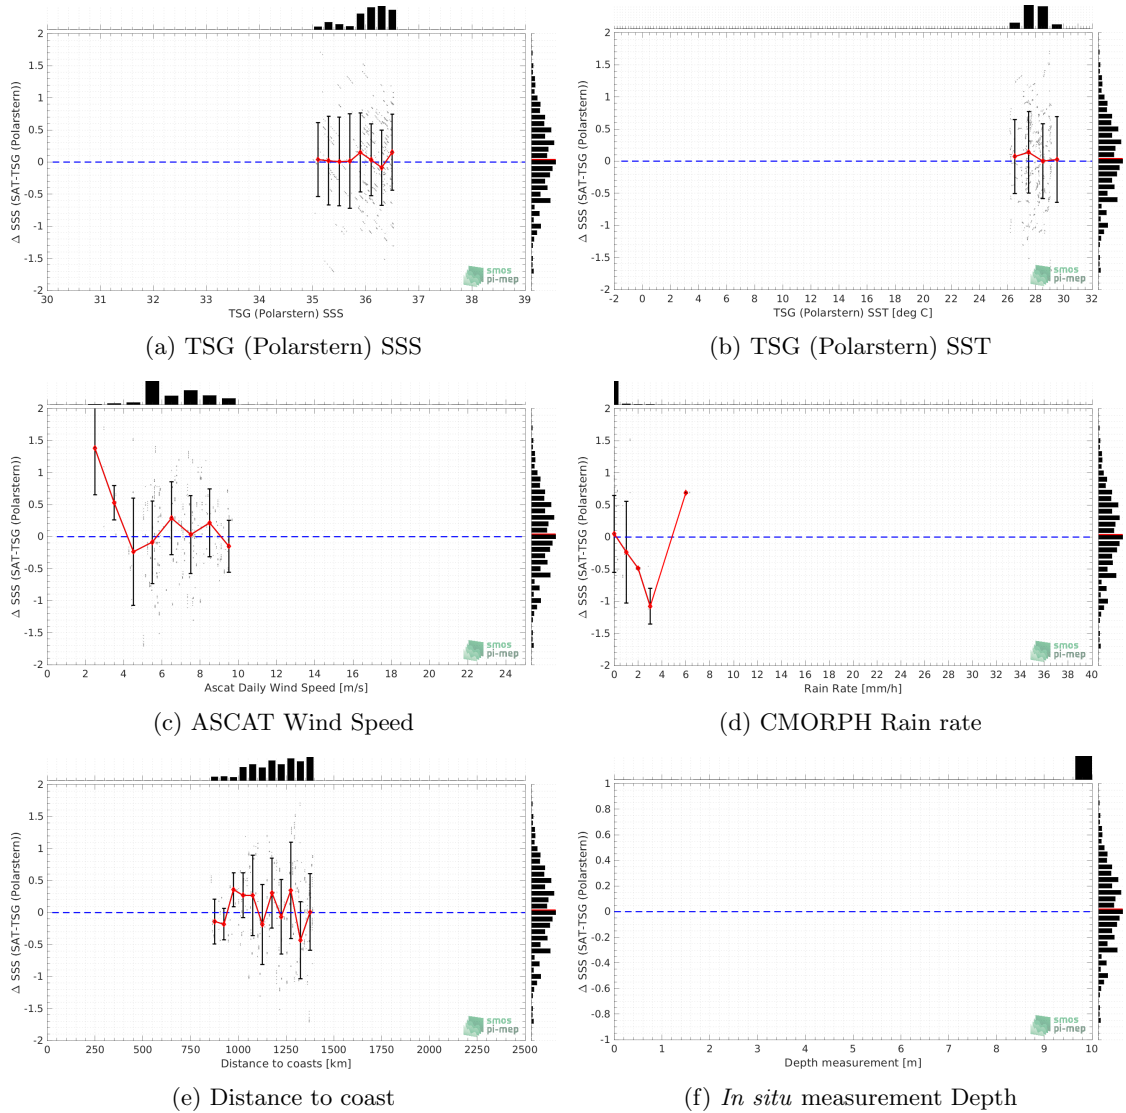 2
1.5
1
0.5
0
-0.5
-1
-1.5
-2
Δ SSS (SAT-TSG (Polarstern))
smos
pi-mep
30 31 32 33 34 35 36 37 38 39
TSG (Polarstern) SSS
(a) TSG (Polarstern) SSS
2
1.5
1
0.5
0
-0.5
-1
-1.5
-2
Δ SSS (SAT-TSG (Polarstern))
smos
pi-mep
-2 0 2 4 6 8 10 12 14 16 18 20 22 24 26 28 30 32
TSG (Polarstern) SST [deg C]
(b) TSG (Polarstern) SST
2
1.5
1
0.5
0
-0.5
-1
-1.5
-2
Δ SSS (SAT-TSG (Polarstern))
smos
pi-mep
0 2 4 6 8 10 12 14 16 18 20 22 24
Ascat Daily Wind Speed [m/s]
(c) ASCAT Wind Speed
2
1.5
1
0.5
0
-0.5
-1
-1.5
-2
Δ SSS (SAT-TSG (Polarstern))
smos
pi-mep
0 2 4 6 8 10 12 14 16 18 20 22 24 26 28 30 32 34 36 38 40
Rain Rate [mm/h]
(d) CMORPH Rain rate
2
1.5
1
0.5
0
-0.5
-1
-1.5
-2
Δ SSS (SAT-TSG (Polarstern))
smos
pi-mep
0 250 500 750 1000 1250 1500 1750 2000 2250 2500
Distance to coasts [km]
(e) Distance to coast
1
0.8
0.6
0.4
0.2
0
-0.2
-0.4
-0.6
-0.8
-1
Δ SSS (SAT-TSG (Polarstern))
smos
pi-mep
0 1 2 3 4 5 6 7 8 9 10
Depth measurement [m]
(f) In situ measurement Depth